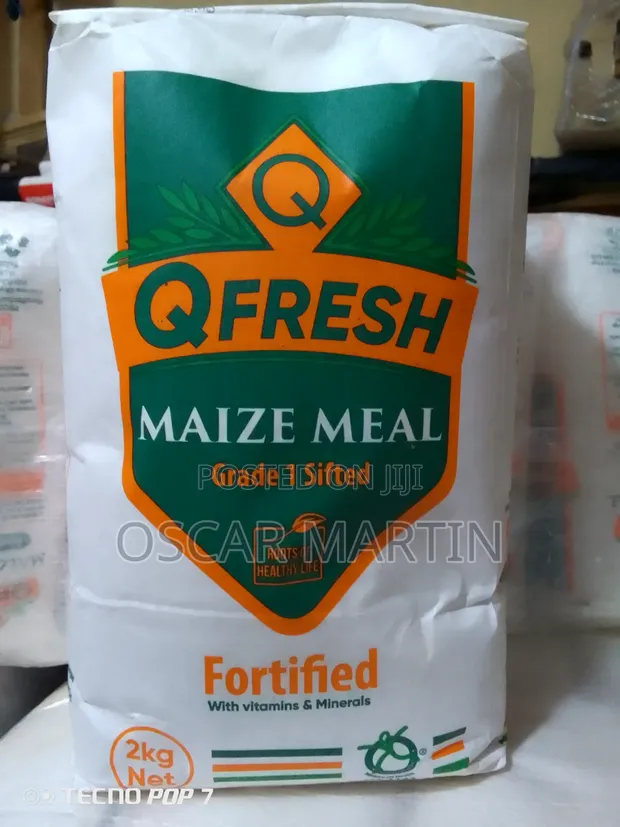 Q
QFRESH
MAIZE MEAL
Grade 1 Sifted
POSTED ON JIJI
OSCAR MARTIN
ROOTS OF
HEALTHY LIFE
Fortified
With vitamins & Minerals
2kg
Net
TECNO POP 7